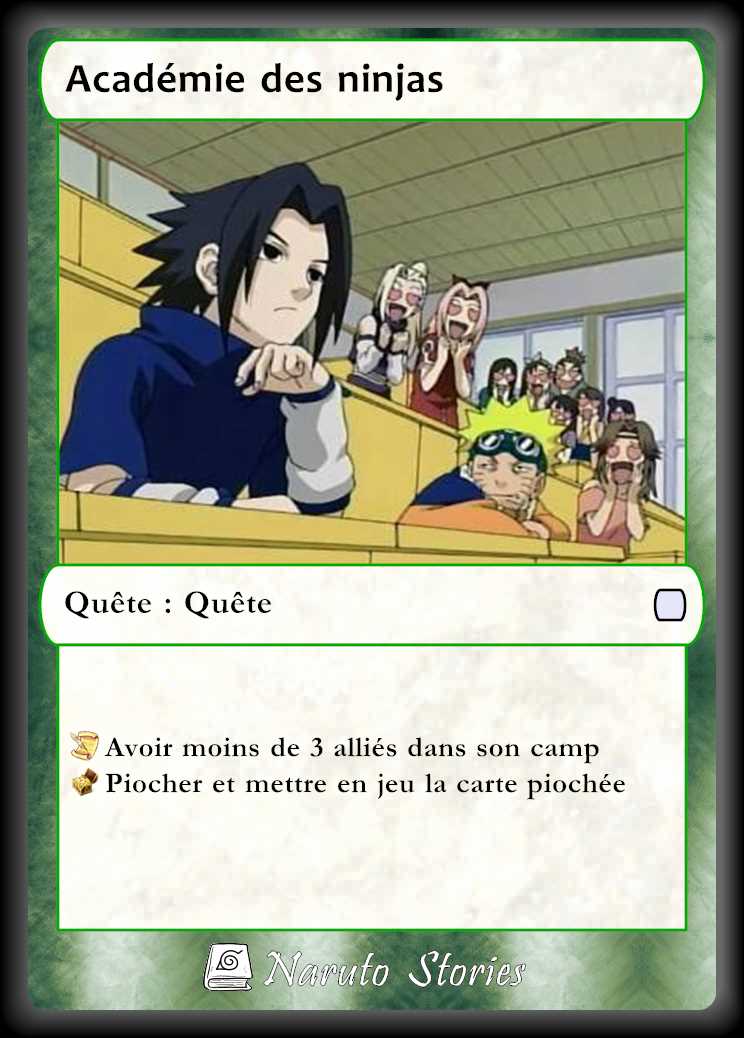 Académie des ninjas
Quête : Quête
Avoir moins de 3 alliés dans son camp
Piocher et mettre en jeu la carte piochée
Naruto Stories